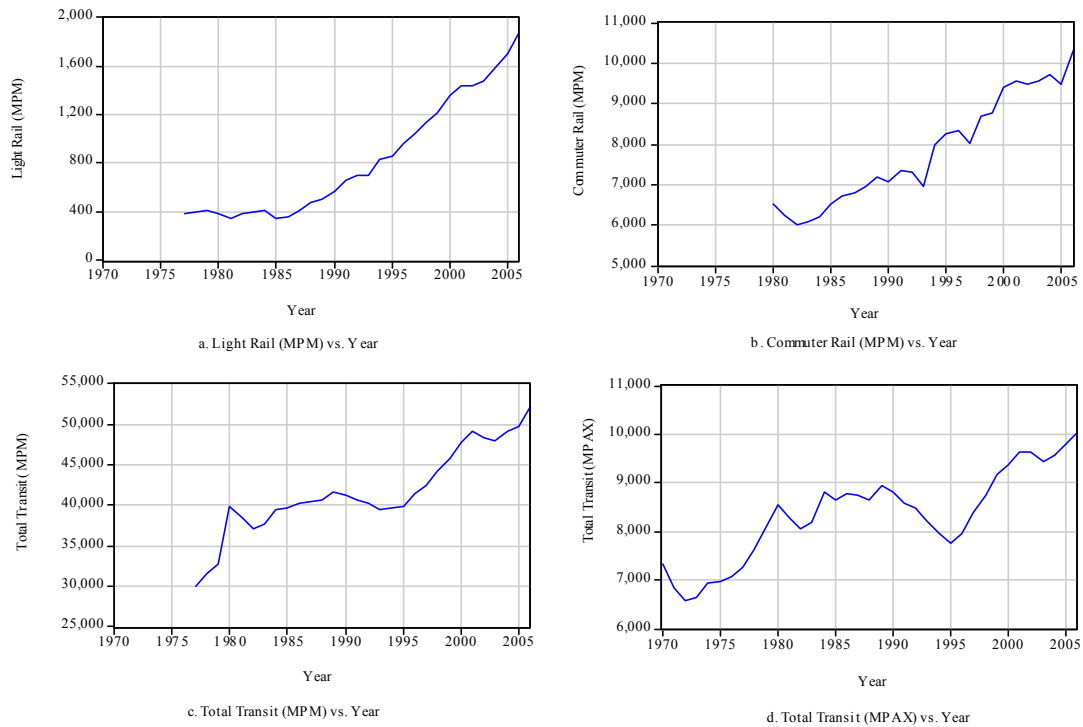 2,000
1,600
1,200
800
400
0
Light Rail (MPM)
1970 1975 1980 1985 1990 1995 2000 2005
Year
a. Light Rail (MPM) vs. Year
11,000
10,000
9,000
8,000
7,000
6,000
5,000
Commuter Rail (MPM)
1970 1975 1980 1985 1990 1995 2000 2005
Year
b. Commuter Rail (MPM) vs. Year
55,000
50,000
45,000
40,000
35,000
30,000
25,000
Total Transit (MPM)
1970 1975 1980 1985 1990 1995 2000 2005
Year
c. Total Transit (MPM) vs. Year
11,000
10,000
9,000
8,000
7,000
6,000
Total Transit (MPAX)
1970 1975 1980 1985 1990 1995 2000 2005
Year
d. Total Transit (MPAX) vs. Year